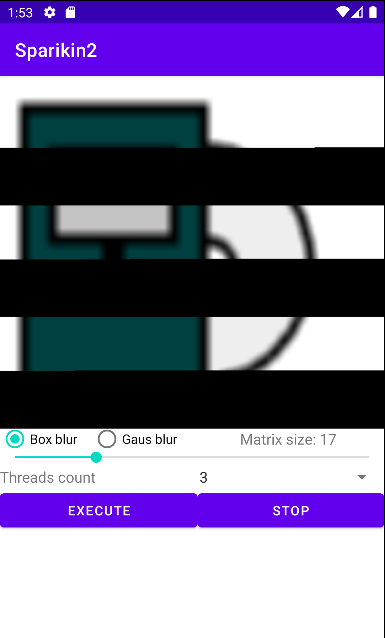 1:53
Sparikin2
Box blur Gaus blur Matrix size: 17
Threads count 3
EXECUTE STOP